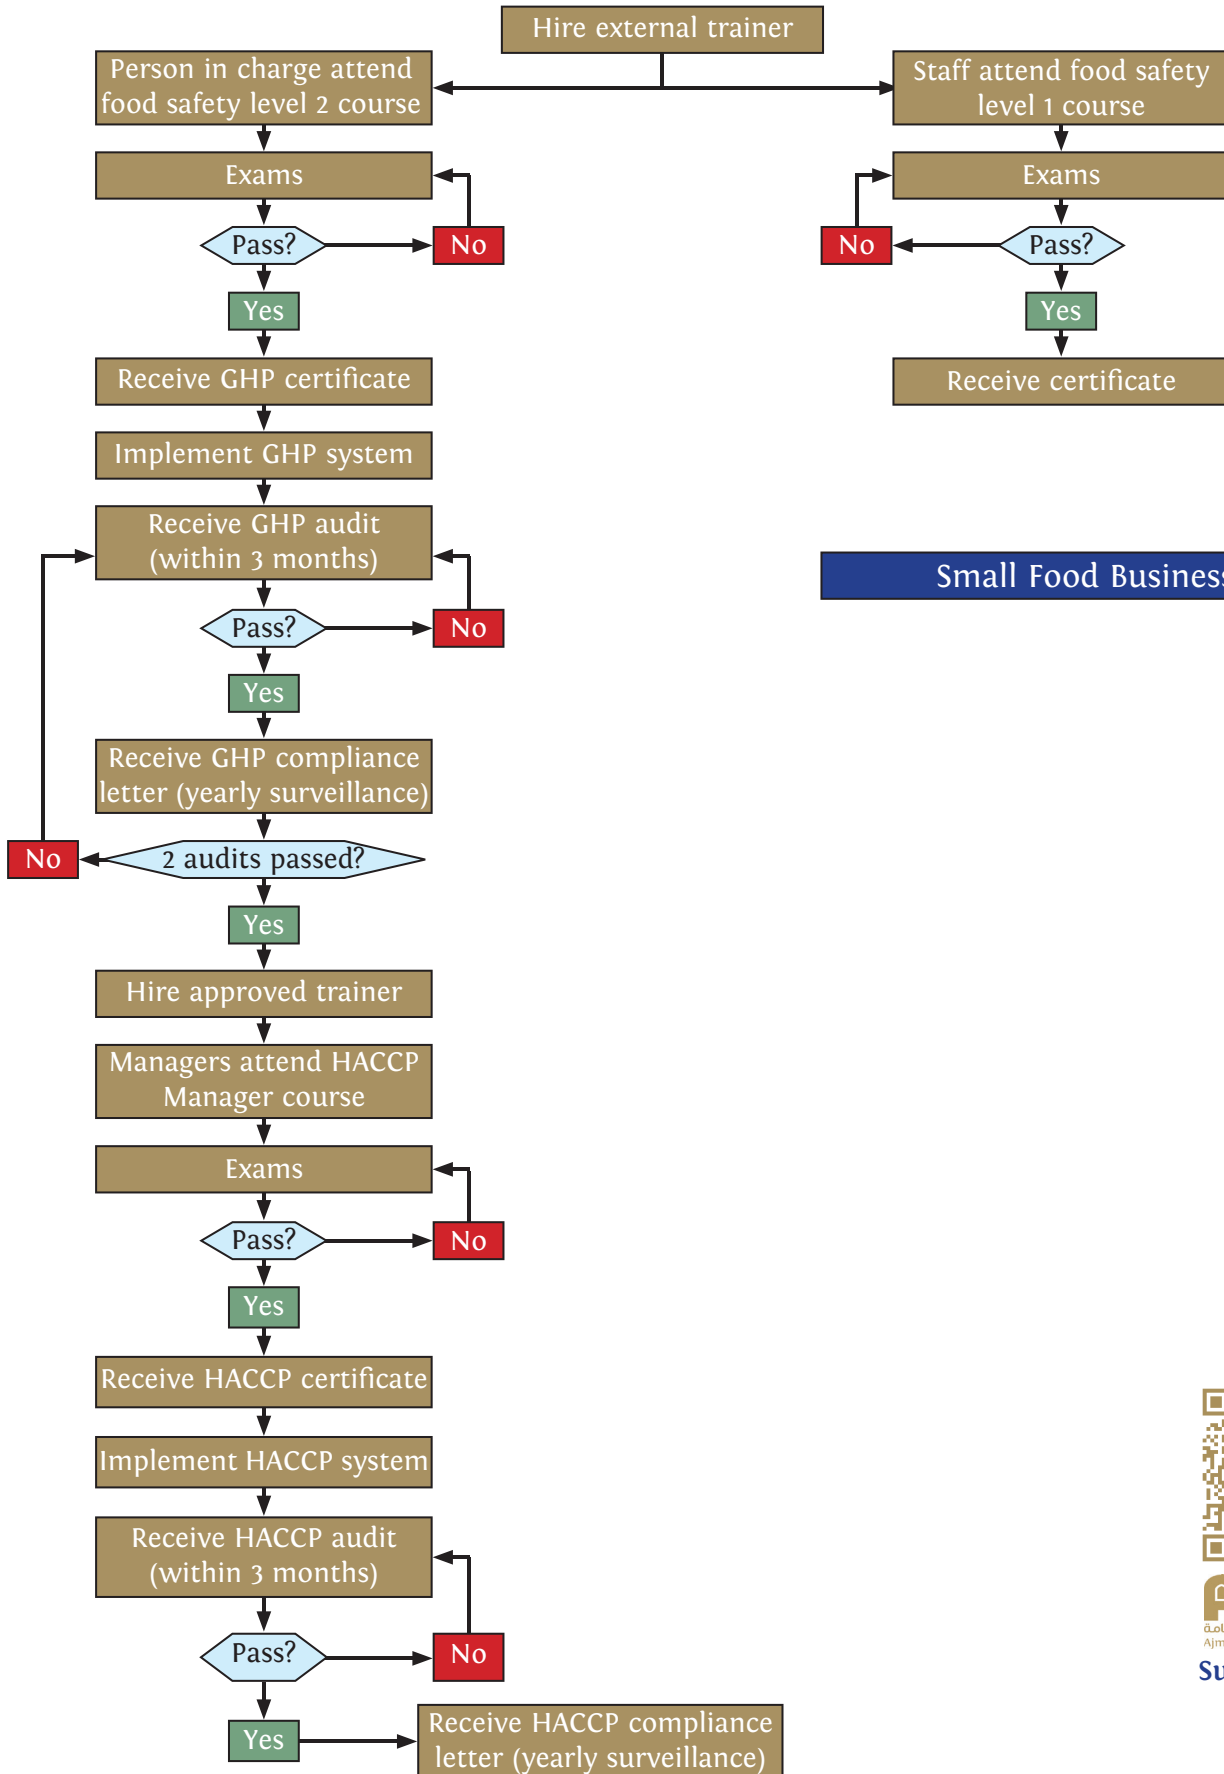 Hire external trainer
Person in charge attend
food safety level 2 course
Staff attend food safety
level 1 course
Exams
Exams
Pass?
No
No
Pass?
Yes
Yes
Receive GHP certificate
Receive certificate
Implement GHP system
Receive GHP audit
(within 3 months)
Small Food Business
Pass?
No
Yes
Receive GHP compliance
letter (yearly surveillance)
No
2 audits passed?
Yes
Hire approved trainer
Managers attend HACCP
Manager course
Exams
Pass?
No
Yes
Receive HACCP certificate
Implement HACCP system
Receive HACCP audit
(within 3 months)
Pass?
No
Su
Yes
Receive HACCP compliance
letter (yearly surveillance)